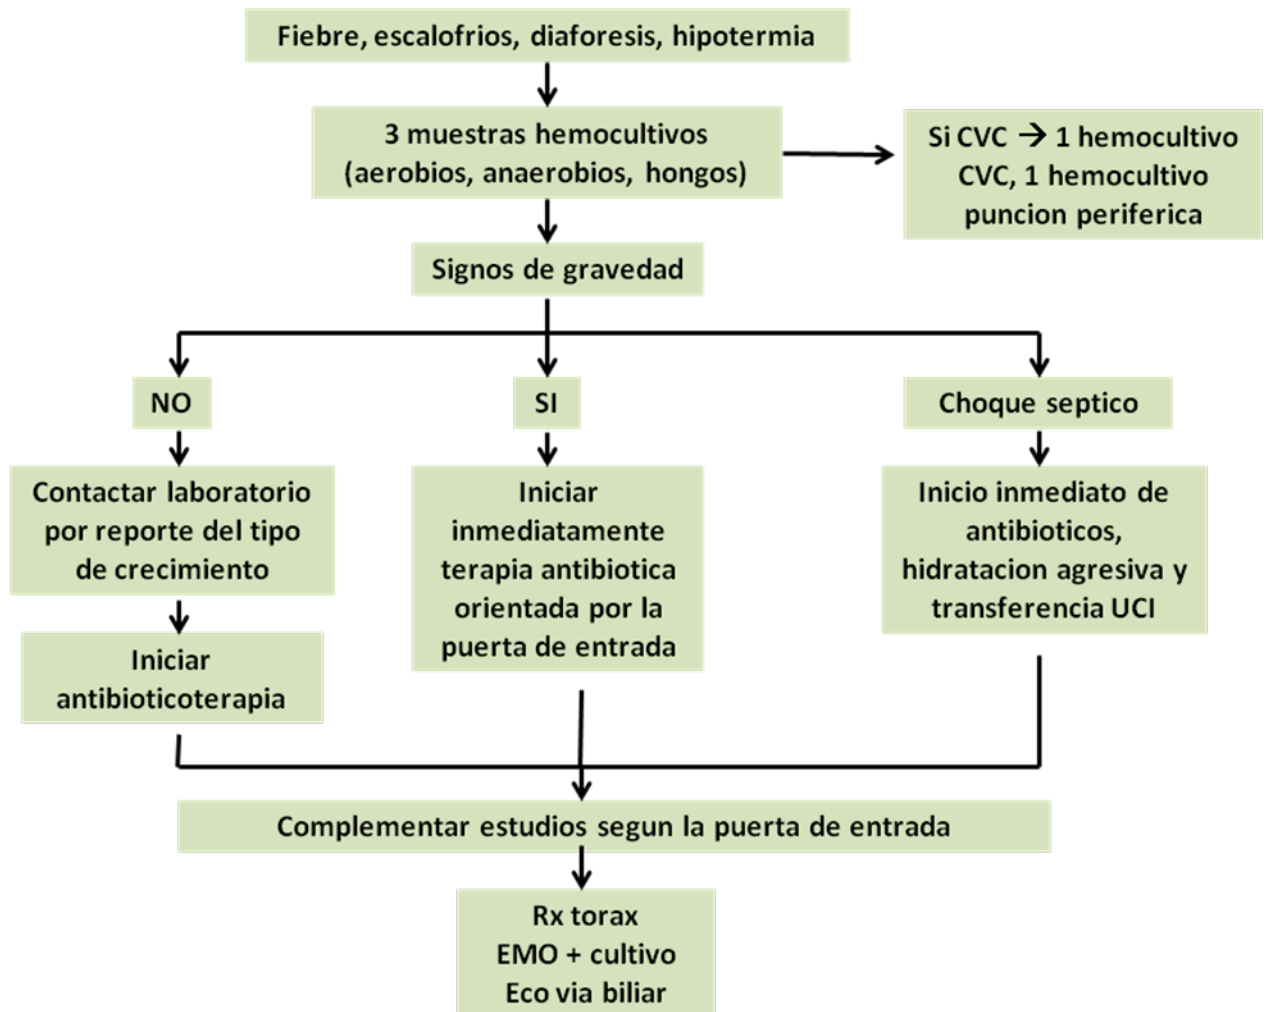 Fiebre, escalofrios, diaforesis, hipotermia
3 muestras hemocultivos
(aerobios, anaerobios, hongos)
Si CVC → 1 hemocultivo
CVC, 1 hemocultivo
puncion periferica
Signos de gravedad
NO
SI
Choque septico
Contactar laboratorio
por reporte del tipo
de crecimiento
Iniciar
inmediatamente
terapia antibiotica
orientada por la
puerta de entrada
Inicio inmediato de
antibioticos,
hidratacion agresiva y
transferencia UCI
Iniciar
antibioticoterapia
Complementar estudios segun la puerta de entrada
Rx torax
EMO + cultivo
Eco via biliar